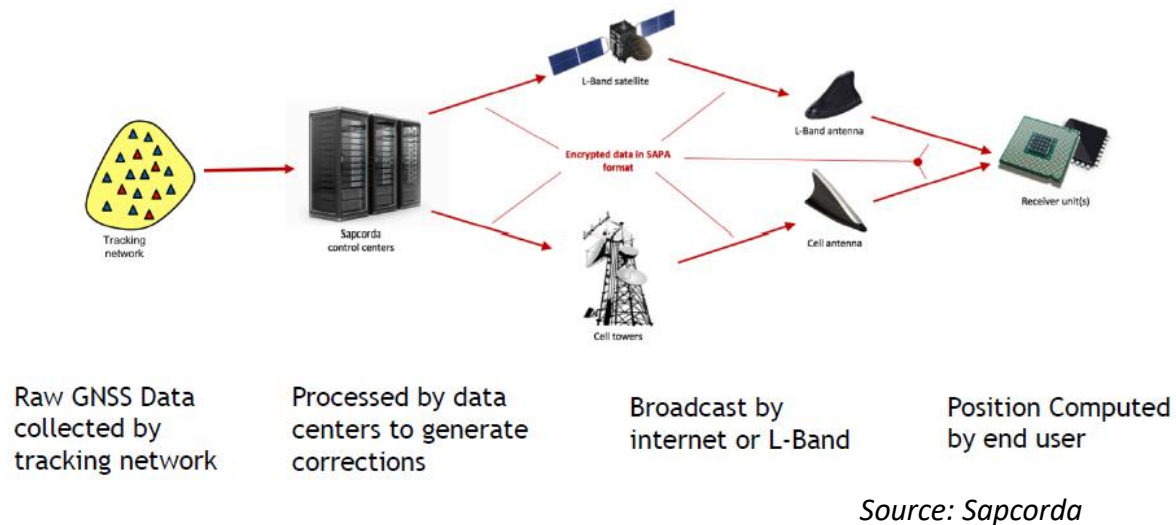 L-Band satellite
L-Band antenna
Encrypted data in SAPA
format
Tracking
network
Sapcorda
control centers
Receiver unit(s)
Cell antenna
Cell towers
Raw GNSS Data
collected by
tracking network
Processed by data
centers to generate
corrections
Broadcast by
internet or L-Band
Position Computed
by end user
Source: Sapcorda